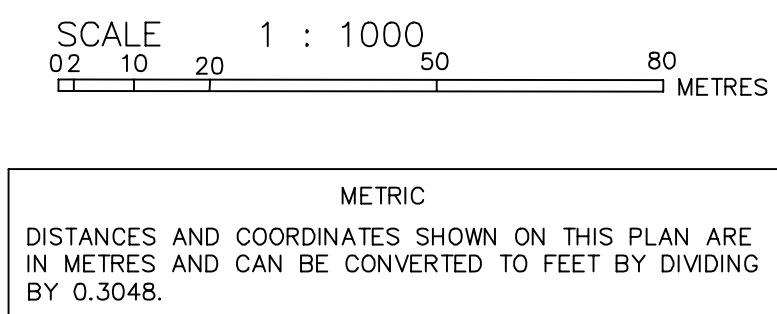 SCALE 1 : 1000
0 2 10 20 50 80
METRES
METRIC
DISTANCES AND COORDINATES SHOWN ON THIS PLAN ARE
IN METRES AND CAN BE CONVERTED TO FEET BY DIVIDING
BY 0.3048.